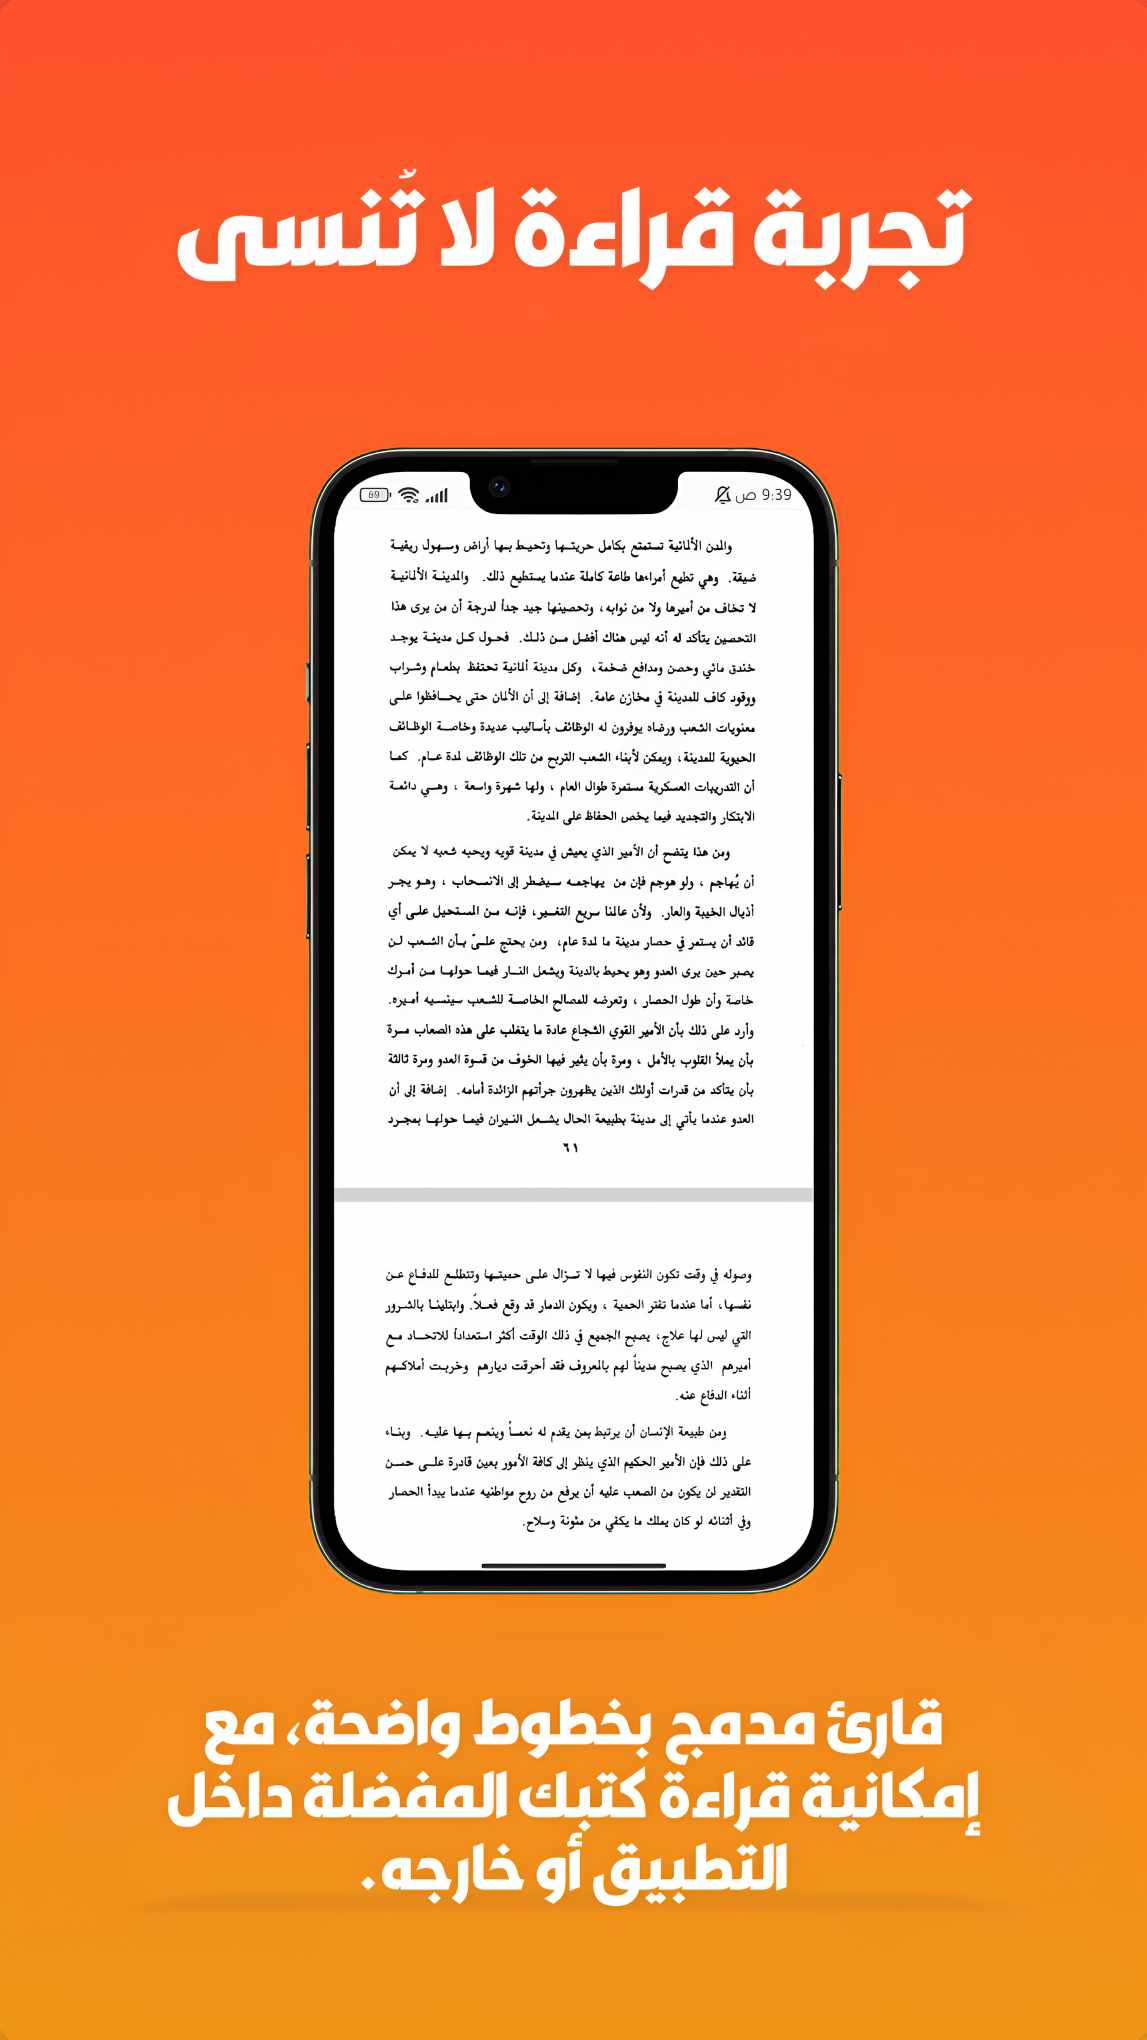 تجربة قراءة لا تُنسى
9:39 ص
69
والمدن الألمانية تستمتع بكامل حريتها وتحيط بها أراض وسهول ريفية
ضيقة. وهي تطيع أمراءها طاعة كاملة عندما يستطيع ذلك. والمدينة الألمانية
لا تخاف من أميرها ولا من نوابه، وتحصينها جيد جداً لدرجة أن من يرى هذا
التحصين يتأكد له أنه ليس هناك أفضل من ذلك. فحول كل مدينة يوجد
خندق مائي وحصن ومدافع ضخمة، وكل مدينة ألمانية تحتفظ بطعام وشراب
ووقود كاف للمدينة في مخازن عامة. إضافة إلى أن الألمان حتى يحافظوا على
معنويات الشعب ورضاه يوفرون له الوظائف بأساليب عديدة وخاصة الوظائف
الحيوية للمدينة، ويمكن لأبناء الشعب التربح من تلك الوظائف لمدة عام. كما
أن التدريبات العسكرية مستمرة طوال العام ، ولها شهرة واسعة ، وهي دائمة
الابتكار والتجديد فيما يخص الحفاظ على المدينة.
ومن هذا يتضح أن الأمير الذي يعيش في مدينة قويه ويحبه شعبه لا يمكن
أن يُهاجم ، ولو هوجم فإن من يهاجمه سيضطر إلى الانسحاب ، وهو يجر
أذيال الخيبة والعار. ولأن عالمنا سريع التغير، فإنه من المستحيل على أي
قائد أن يستمر في حصار مدينة ما لمدة عام، ومن يحتج عليّ بأن الشعب لن
يصبر حين يرى العدو وهو يحيط بالدينة ويشعل النار فيما حولها من أمرك
خاصة وأن طول الحصار ، وتعرضه للمصالح الخاصة للشعب سينسيه أميره.
وأرد على ذلك بأن الأمير القوي الشجاع عادة ما يتغلب على هذه الصعاب مرة
بأن يملأ القلوب بالأمل ، ومرة بأن يثير فيها الخوف من قسوة العدو ومرة ثالثة
بأن يتأكد من قدرات أولئك الذين يظهرون جرأتهم الزائدة أمامه. إضافة إلى أن
العدو عندما يأتي إلى مدينة بطبيعة الحال يشعل النيران فيما حولها بمجرد
٦١
وصوله في وقت تكون النفوس فيها لا تزال على حميتها وتتطلع للدفاع عن
نفسها، أما عندما تفتر الحمية ، ويكون الدمار قد وقع فعلاً. وابتلينا بالشرور
التي ليس لها علاج، يصبح الجميع في ذلك الوقت أكثر استعداداً للاتحاد مع
أميرهم الذي يصبح مديناً لهم بالمعروف فقد أحرقت ديارهم وخربت أملاكهم
أثناء الدفاع عنه.
ومن طبيعة الإنسان أن يرتبط بمن يقدم له نعمـاً وينعم بها عليه. وبناء
على ذلك فإن الأمير الحكيم الذي ينظر إلى كافة الأمور بعين قادرة على حسن
التقدير لن يكون من الصعب عليه أن يرفع من روح مواطنيه عندما يبدأ الحصار
وفي أثنائه لو كان يملك ما يكفي من مئونة وسلاح.
قارئ مدمج بخطوط واضحة، مع
إمكانية قراءة كتبك المفضلة داخل
التطبيق أو خارجه.